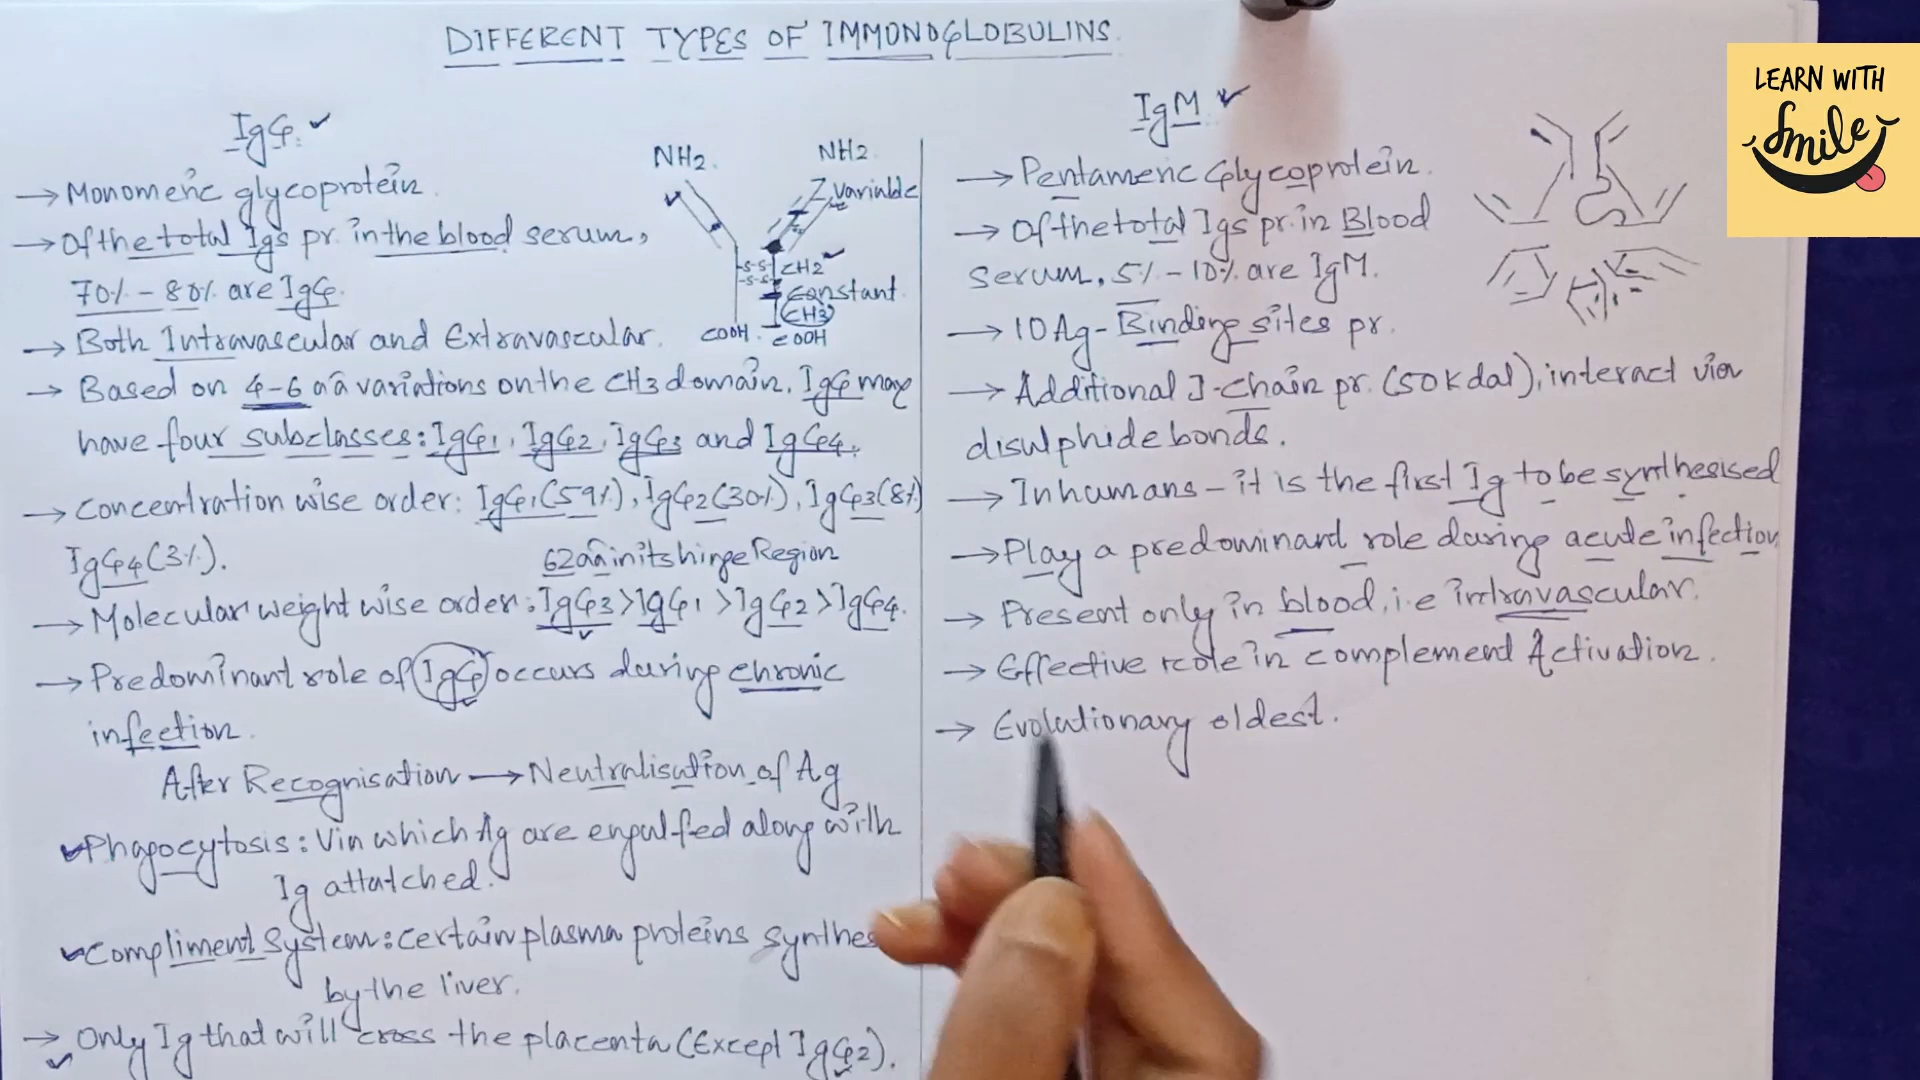 DIFFERENT TYPES OF IMMONOGLOBULINS
LEARN WITH
Smile
IgG
→ Monomeric glycoprotein.
→ Of the total Igs pr. in the blood serum,
70% - 80% are IgG.
→ Both Intravascular and Extravascular.
→ Based on 4-6 aa variations on the CH3 domain, IgG may
have four subclasses: IgG1, IgG2, IgG3 and IgG4.
→ Concentration wise order: IgG1(59%), IgG2(30%), IgG3(8%)
IgG4(3%).
62 aa in its hinge Region
→ Molecular weight wise order: IgG3 > IgG1 > IgG2 > IgG4.
→ Predominant role of IgG occurs during chronic
infection.
After Recognisation → Neutralisation of Ag
Phagocytosis: Via which Ag are engulfed along with
Ig attatched.
Compliment System: Certain plasma proteins synthes
by the liver.
→ Only Ig that will cross the placenta (Except IgG2).
NH2
NH2
variable
-S-S-
CH2
-S-S-
Constant
CH3
COOH
COOH
IgM
→ Pentameric Glycoprotein.
→ Of the total Igs pr. in Blood
serum, 5% - 10% are IgM.
→ 10 Ag-Binding sites pr.
→ Additional J-chain pr. (50kdal), interact via
disulphide bonds.
→ In humans - it is the first Ig to be synthesised
→ Play a predominant role during acute infection
→ Present only in blood, i.e intravascular.
→ Effective role in complement Activation.
→ Evolutionary oldest.